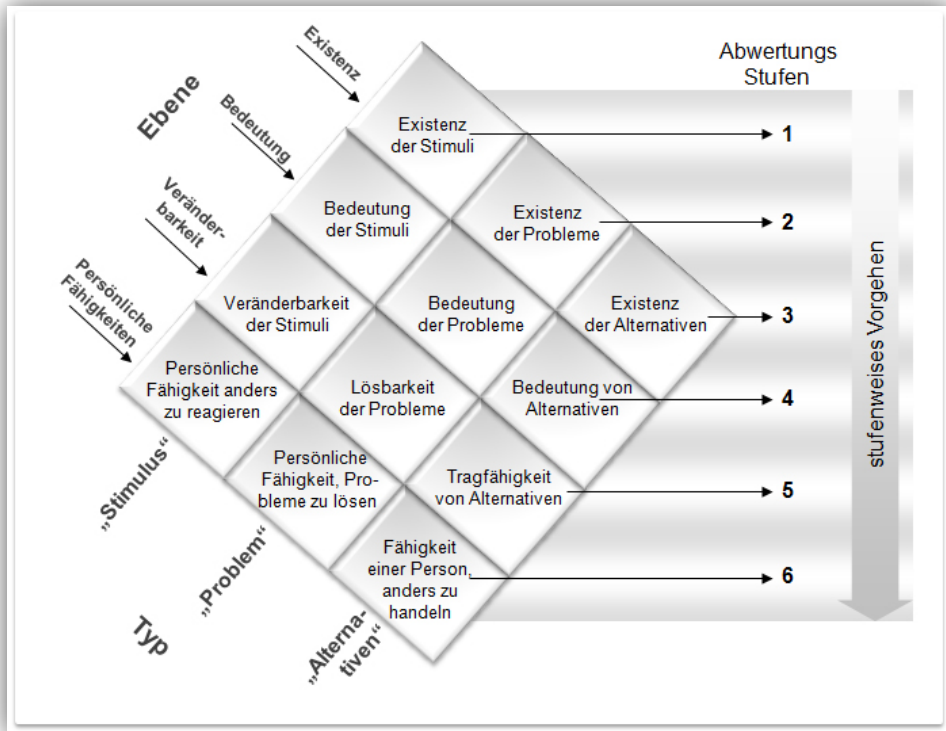 Abwertungs
Stufen
Ebene
Existenz
Bedeutung
Veränder-
barkeit
Persönliche
Fähigkeiten
Existenz
der Stimuli
1
Bedeutung
der Stimuli
Existenz
der Probleme
2
Veränderbarkeit
der Stimuli
Bedeutung
der Probleme
Existenz
der Alternativen
3
Persönliche
Fähigkeit anders
zu reagieren
Lösbarkeit
der Probleme
Bedeutung von
Alternativen
4
Persönliche
Fähigkeit, Pro-
bleme zu lösen
Tragfähigkeit
von Alternativen
5
Fähigkeit
einer Person,
anders zu
handeln
6
stufenweises Vorgehen
Typ
„Stimulus“
„Problem“
„Alterna-
tiven“